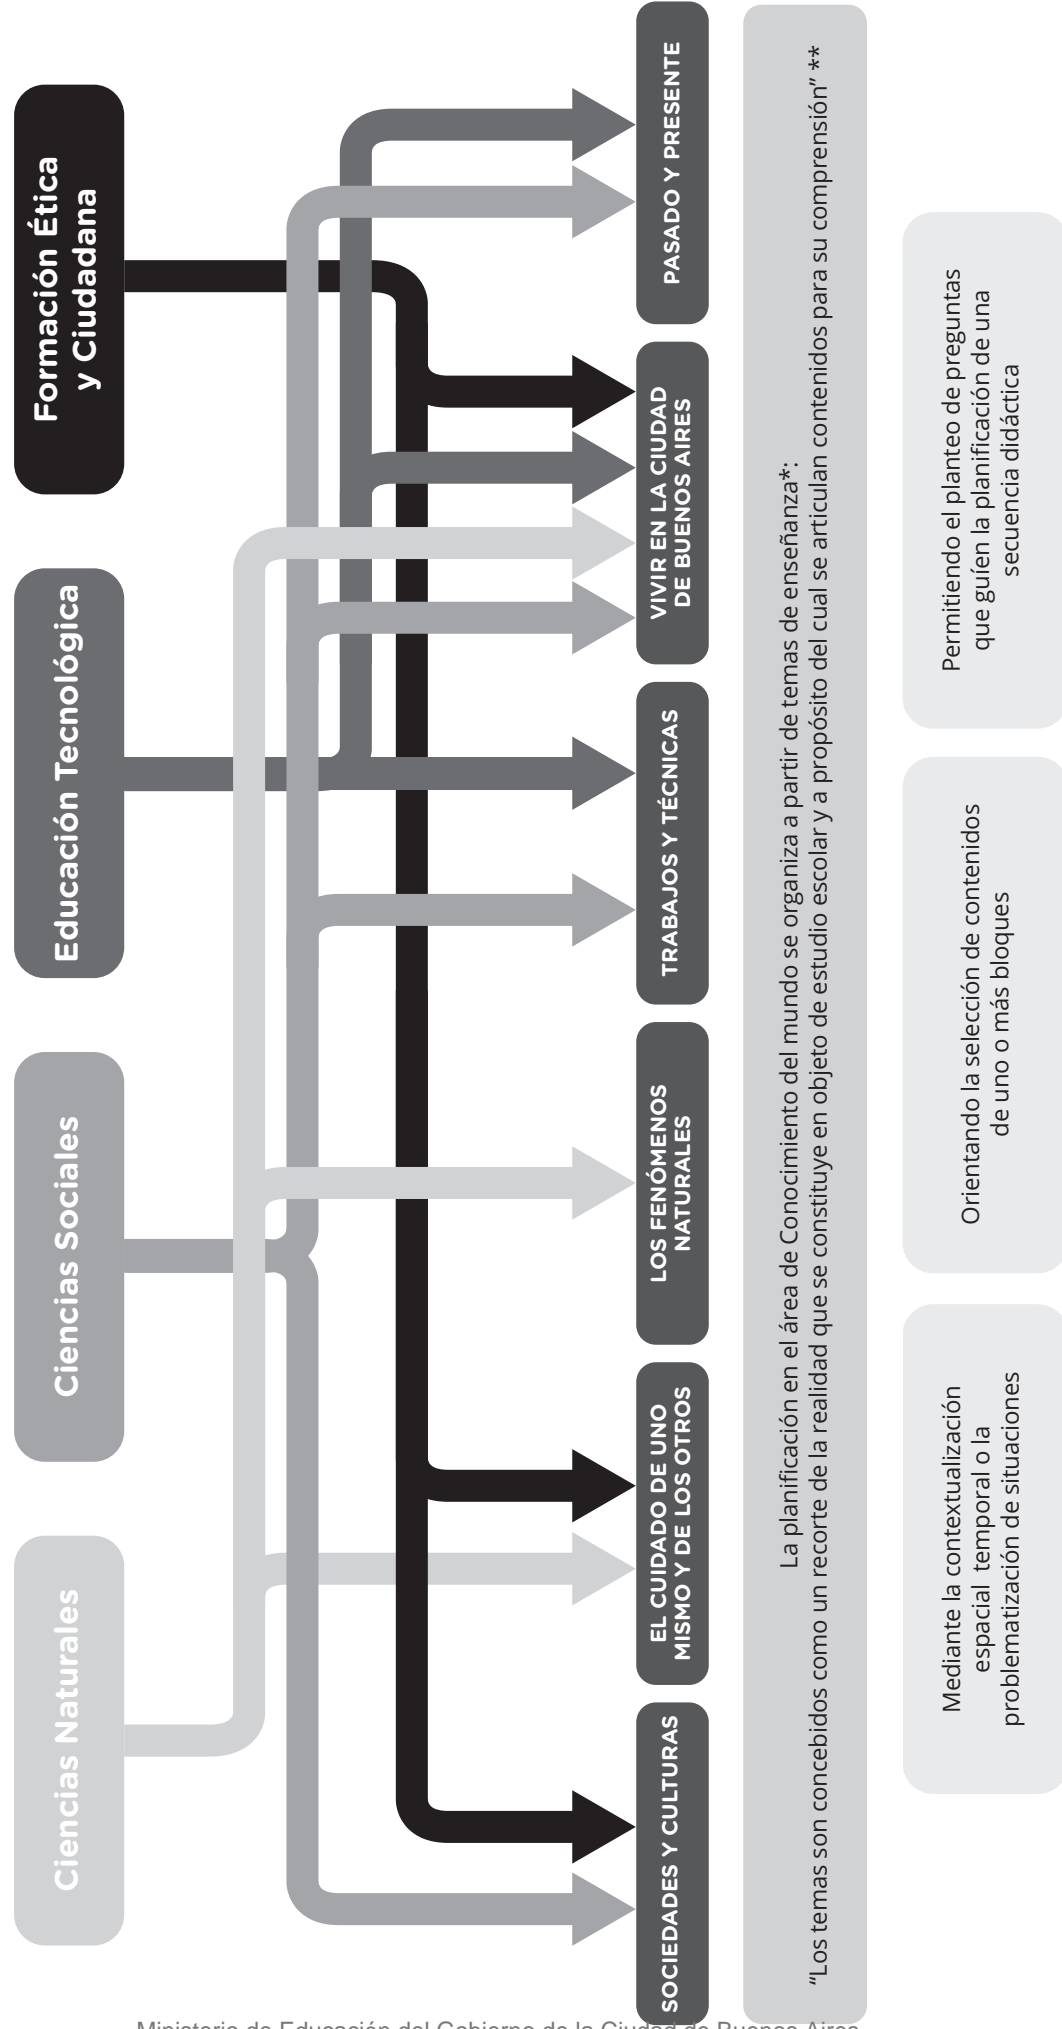 Ciencias Naturales
Ciencias Sociales
Educación Tecnológica
Formación Ética
y Ciudadana
SOCIEDADES Y CULTURAS
EL CUIDADO DE UNO
MISMO Y DE LOS OTROS
LOS FENÓMENOS
NATURALES
TRABAJOS Y TÉCNICAS
VIVIR EN LA CIUDAD
DE BUENOS AIRES
PASADO Y PRESENTE
La planificación en el área de Conocimiento del mundo se organiza a partir de temas de enseñanza*:
“Los temas son concebidos como un recorte de la realidad que se constituye en objeto de estudio escolar y a propósito del cual se articulan contenidos para su comprensión” **
Mediante la contextualización
espacial temporal o la
problematización de situaciones
Orientando la selección de contenidos
de uno o más bloques
Permitiendo el planteo de preguntas
que guíen la planificación de una
secuencia didáctica
Ministerio de Educación del Gobierno de la Ciudad de Buenos Aires